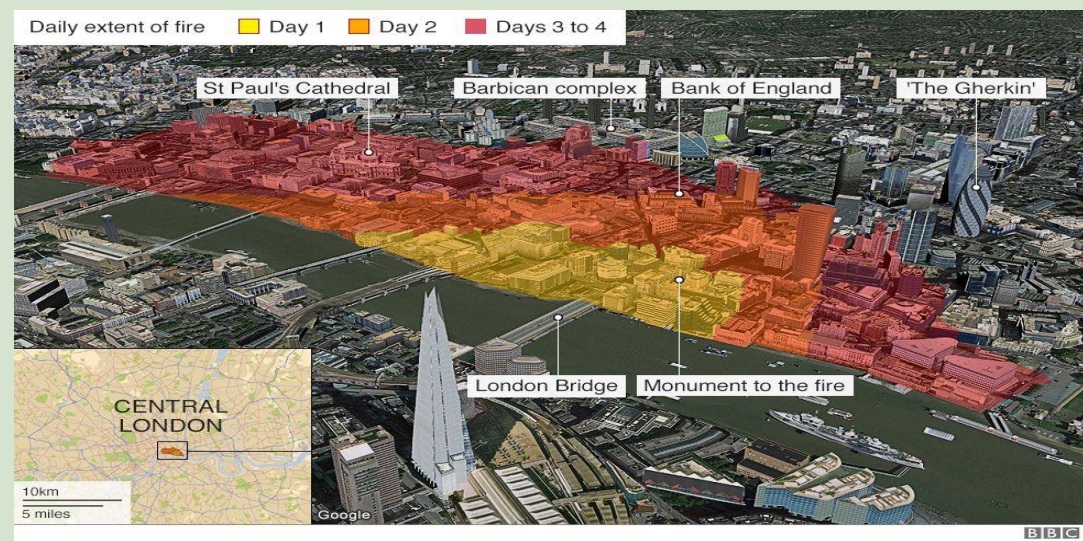 Daily extent of fire Day 1 Day 2 Days 3 to 4
St Paul's Cathedral Barbican complex Bank of England 'The Gherkin'
London Bridge Monument to the fire
CENTRAL
LONDON
10km
5 miles
Google
BBC